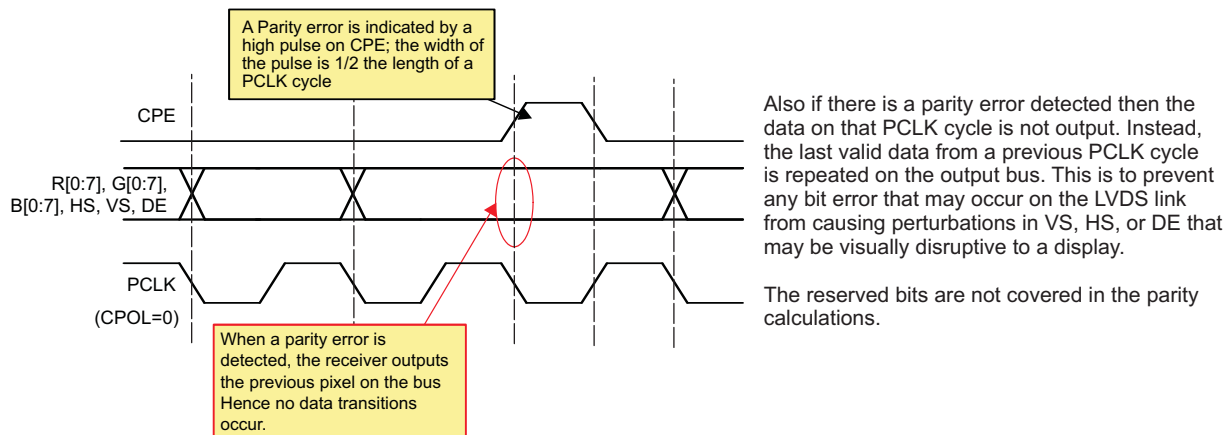 A Parity error is indicated by a
high pulse on CPE; the width of
the pulse is 1/2 the length of a
PCLK cycle
CPE
R[0:7], G[0:7],
B[0:7], HS, VS, DE
PCLK
(CPOL=0)
When a parity error is
detected, the receiver outputs
the previous pixel on the bus
Hence no data transitions
occur.
Also if there is a parity error detected then the
data on that PCLK cycle is not output. Instead,
the last valid data from a previous PCLK cycle
is repeated on the output bus. This is to prevent
any bit error that may occur on the LVDS link
from causing perturbations in VS, HS, or DE that
may be visually disruptive to a display.
The reserved bits are not covered in the parity
calculations.